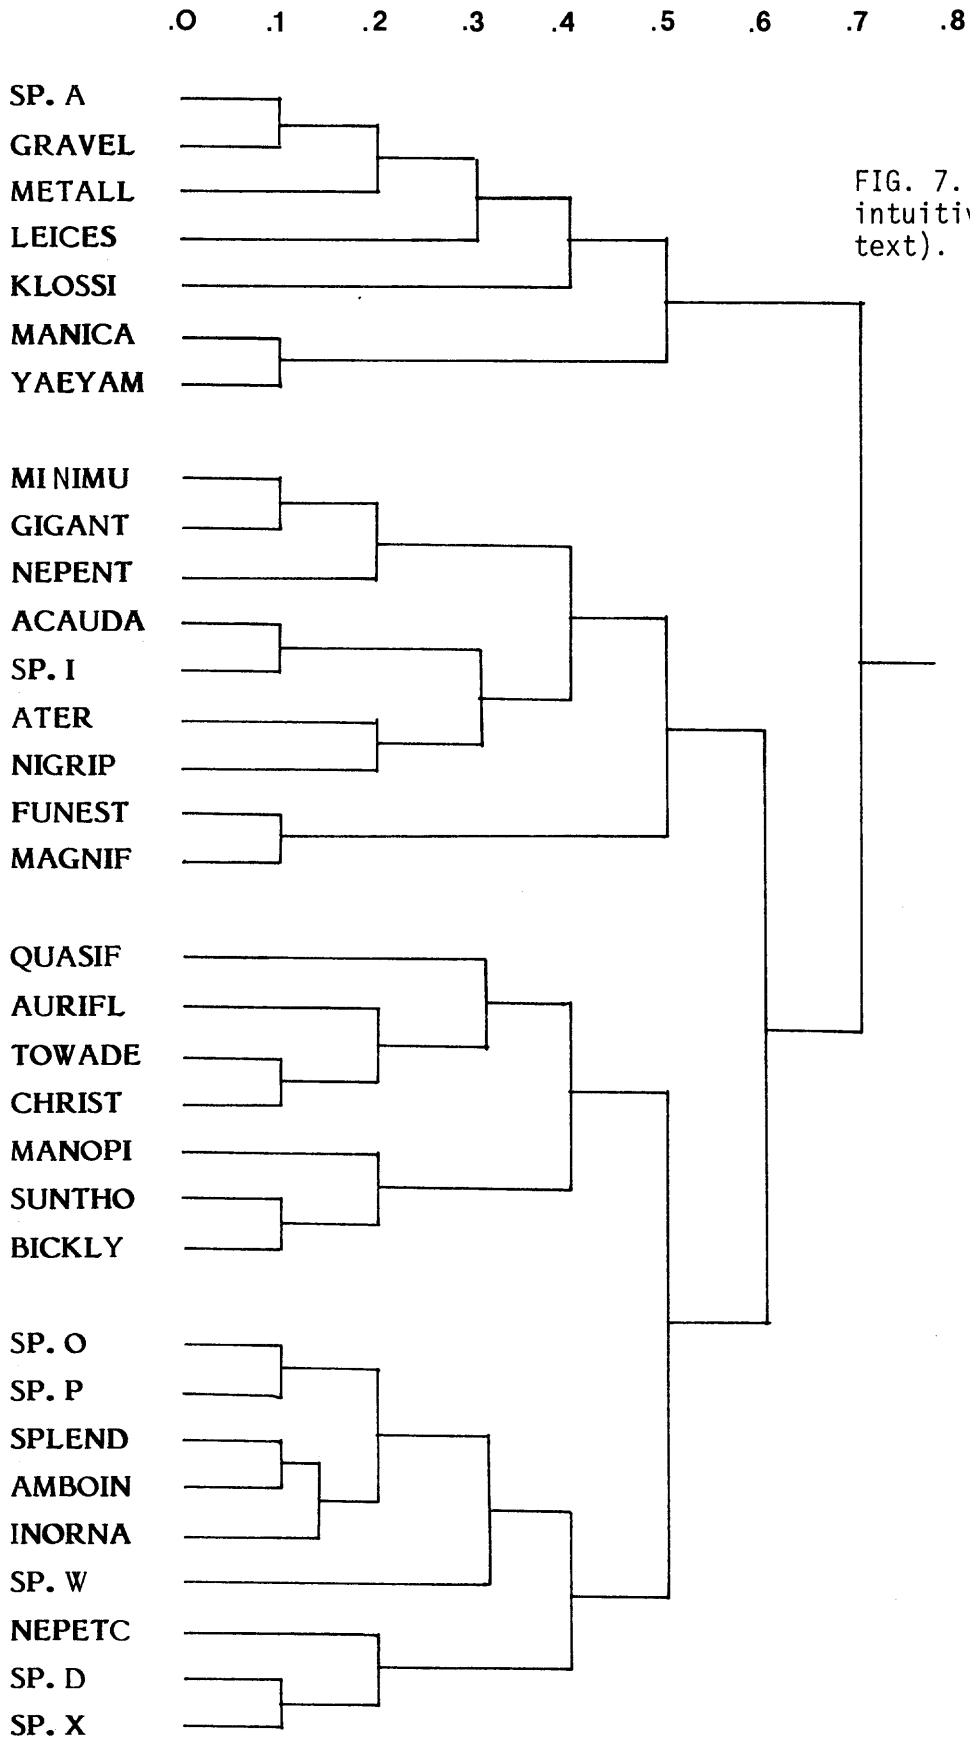 .0 .1 .2 .3 .4 .5 .6 .7 .8
SP. A
GRAVEL
METALL
LEICES
KLOSSI
MANICA
YAEYAM
FIG. 7.
text).
MINIMU
GIGANT
NEPENT
ACAUDA
SP. I
ATER
NIGRIP
FUNEST
MAGNIF
QUASIF
AURIFL
TOWADE
CHRIST
MANOPI
SUNTHO
BICKLY
SP. O
SP. P
SPLEND
AMBOIN
INORNA
SP. W
NEPETC
SP. D
SP. X